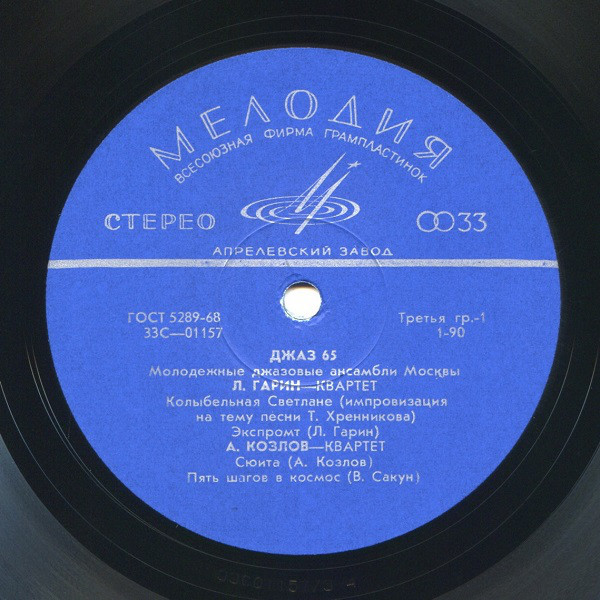 МЕЛОДИЯ
ВСЕСОЮЗНАЯ ФИРМА ГРАМПЛАСТИНОК
СТЕРЕО
33
АПРЕЛЕВСКИЙ ЗАВОД
ГОСТ 5289-68 Третья гр.-1
33С—01157 1-90
ДЖАЗ 65
Молодежные джазовые ансамбли Москвы
Л. ГАРИН—КВАРТЕТ
Колыбельная Светлане (импровизация
на тему песни Т. Хренникова)
Экспромт (Л. Гарин)
А. КОЗЛОВ—КВАРТЕТ
Сюита (А. Козлов)
Пять шагов в космос (В. Сакун)